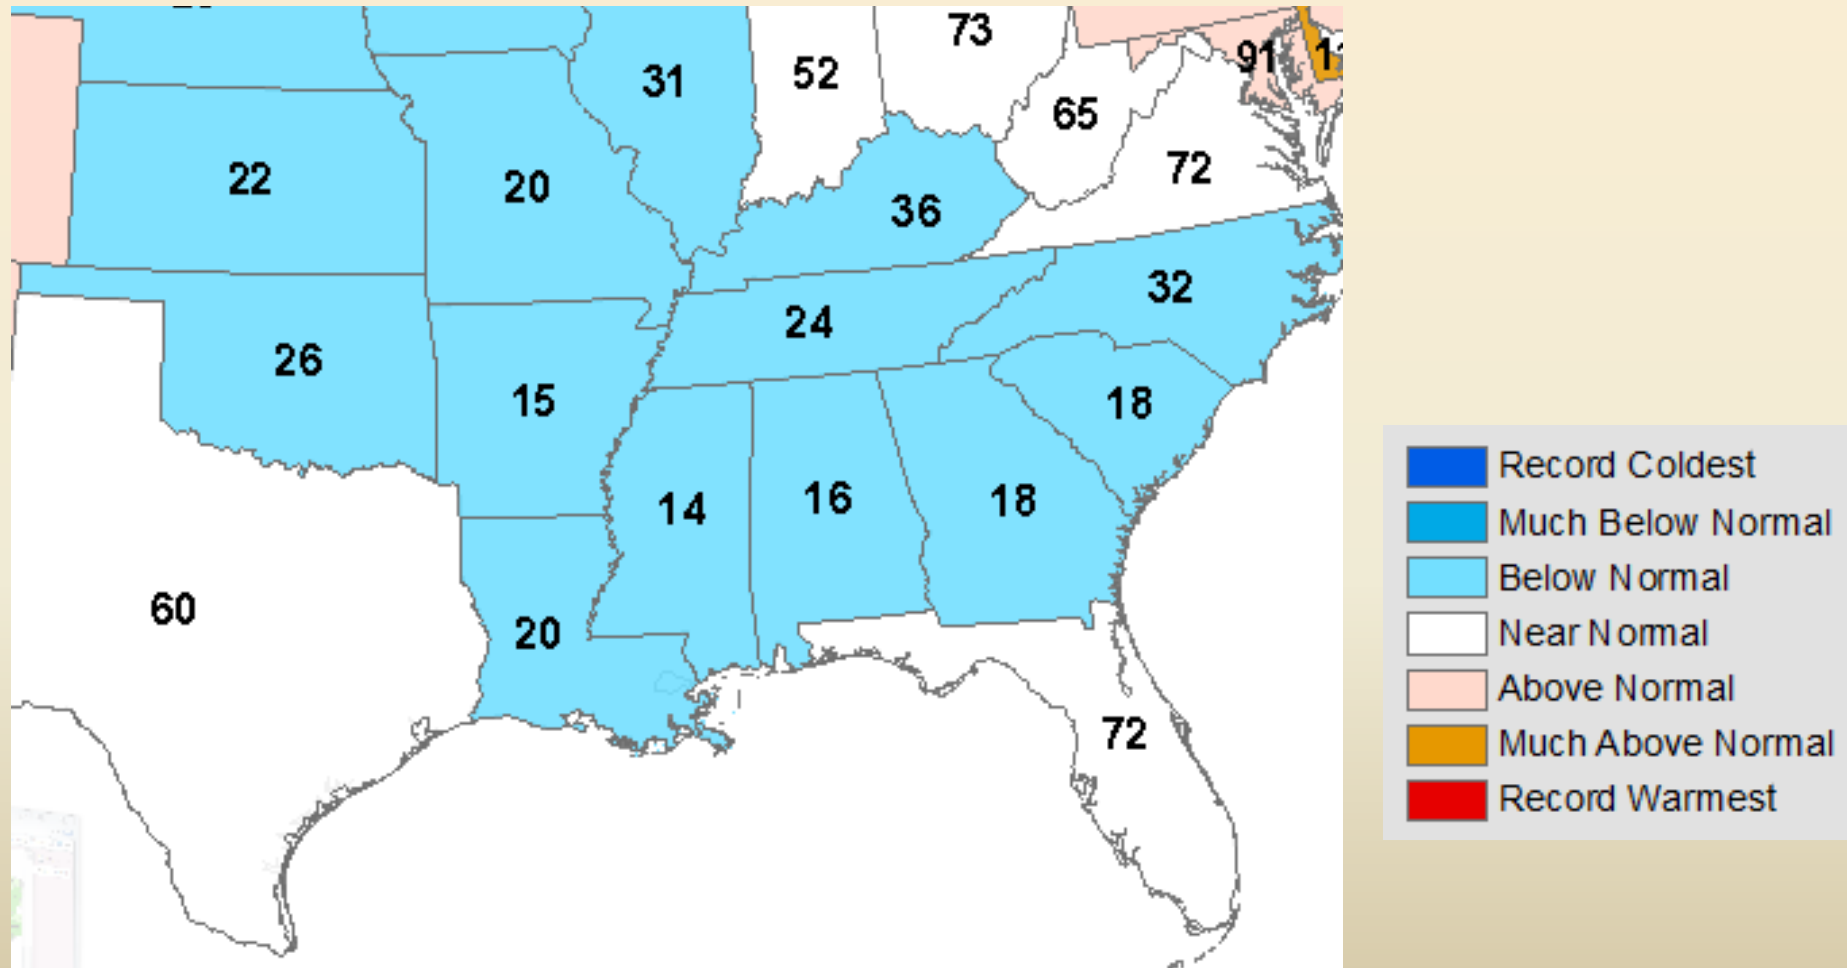 73
91
52
31
65
72
22
20
36
32
24
26
15
18
14
16
18
60
20
72
Record Coldest
Much Below Normal
Below Normal
Near Normal
Above Normal
Much Above Normal
Record Warmest